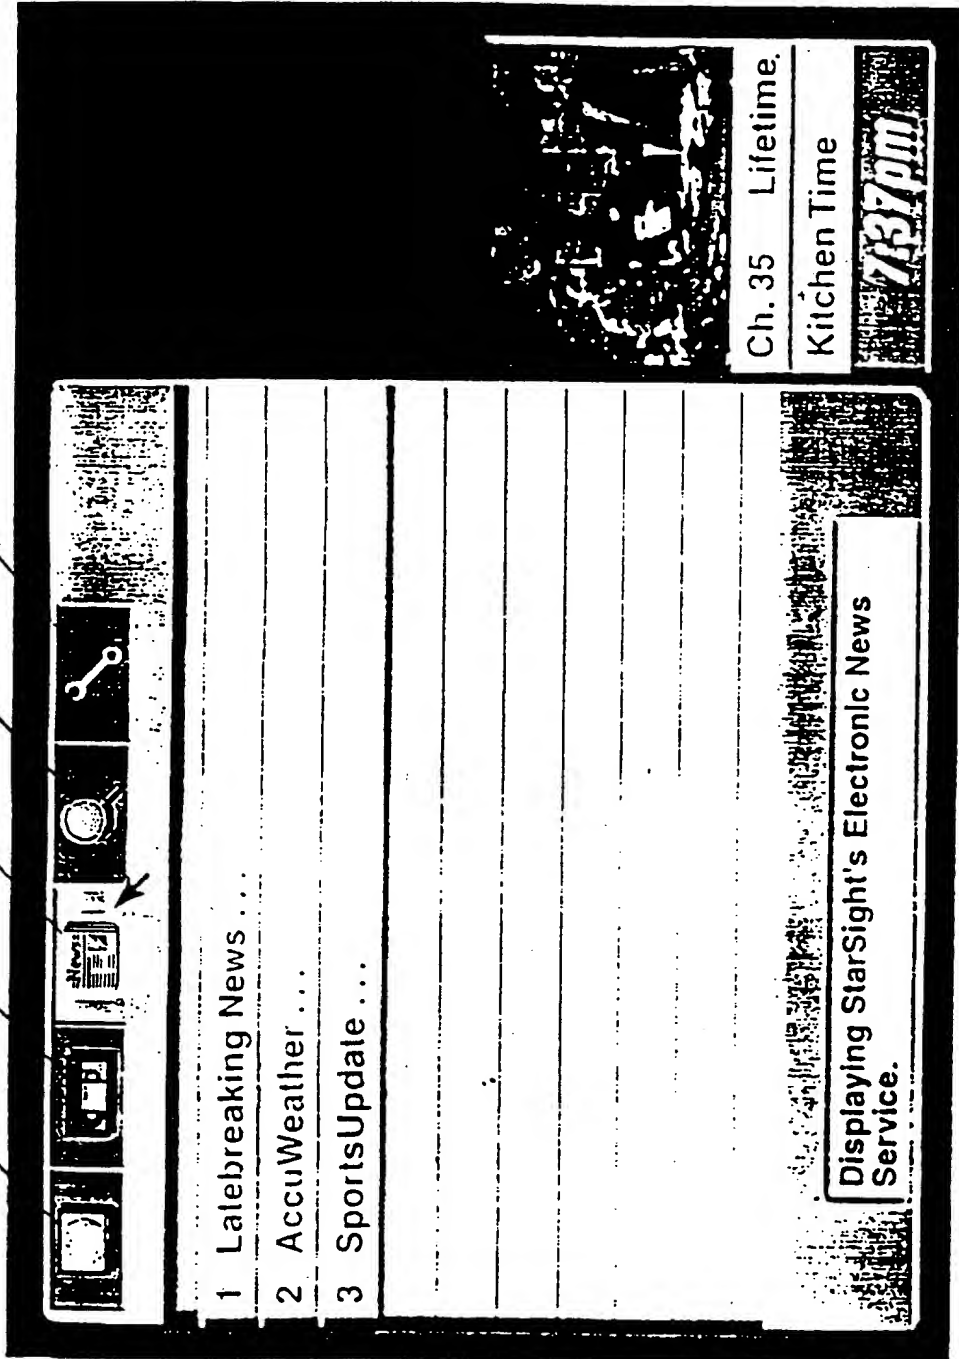 News
1 Latebreaking News...
2 AccuWeather...
3 SportsUpdate...
Displaying StarSight's Electronic News
Service.
Ch. 35 Lifetime.
Kitchen Time
7:37pm